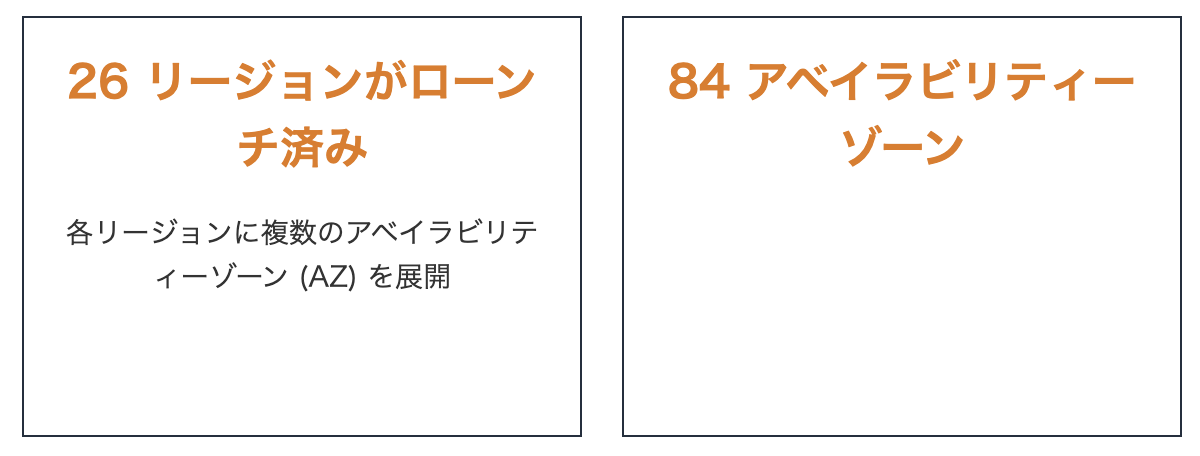 26 リージョンがローン
チ済み
各リージョンに複数のアベイラビリテ
ィーゾーン (AZ) を展開
84 アベイラビリティー
ゾーン